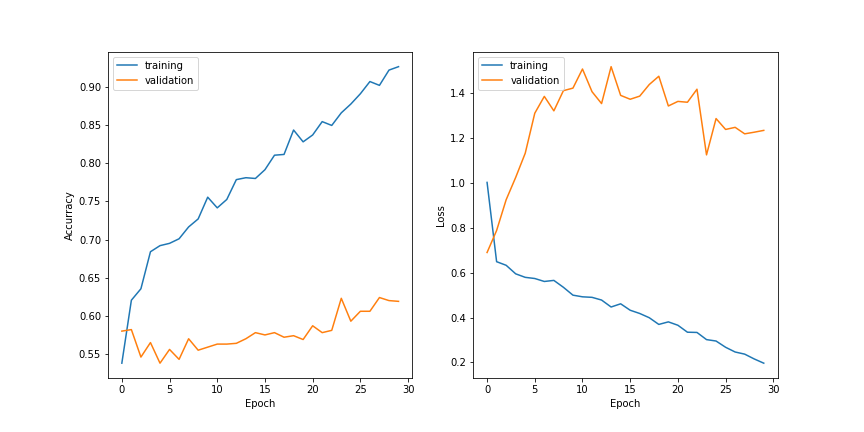 training
validation
0.90
0.85
0.80
0.75
0.70
0.65
0.60
0.55
Accurracy
0 5 10 15 20 25 30
Epoch
training
validation
1.4
1.2
1.0
0.8
0.6
0.4
0.2
Loss
0 5 10 15 20 25 30
Epoch